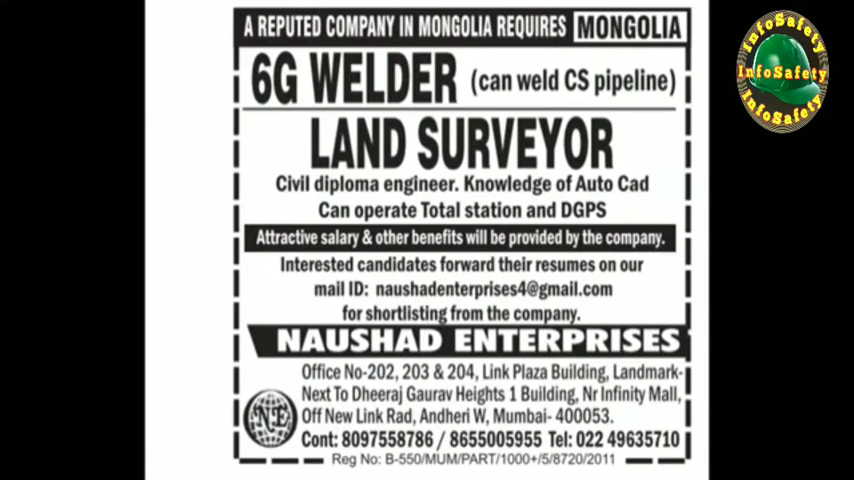 A REPUTED COMPANY IN MONGOLIA REQUIRES MONGOLIA
6G WELDER (can weld CS pipeline)
LAND SURVEYOR
Civil diploma engineer. Knowledge of Auto Cad
Can operate Total station and DGPS
Attractive salary & other benefits will be provided by the company.
Interested candidates forward their resumes on our
mail ID: naushadenterprises4@gmail.com
for shortlisting from the company.
NAUSHAD ENTERPRISES
Office No-202, 203 & 204, Link Plaza Building, Landmark-
Next To Dheeraj Gaurav Heights 1 Building, Nr Infinity Mall,
Off New Link Rad, Andheri W, Mumbai- 400053.
Cont: 8097558786 / 8655005955 Tel: 022 49635710
Reg No: B-550/MUM/PART/1000+/5/8720/2011
NE
InfoSafety
InfoSafety
InfoSafety